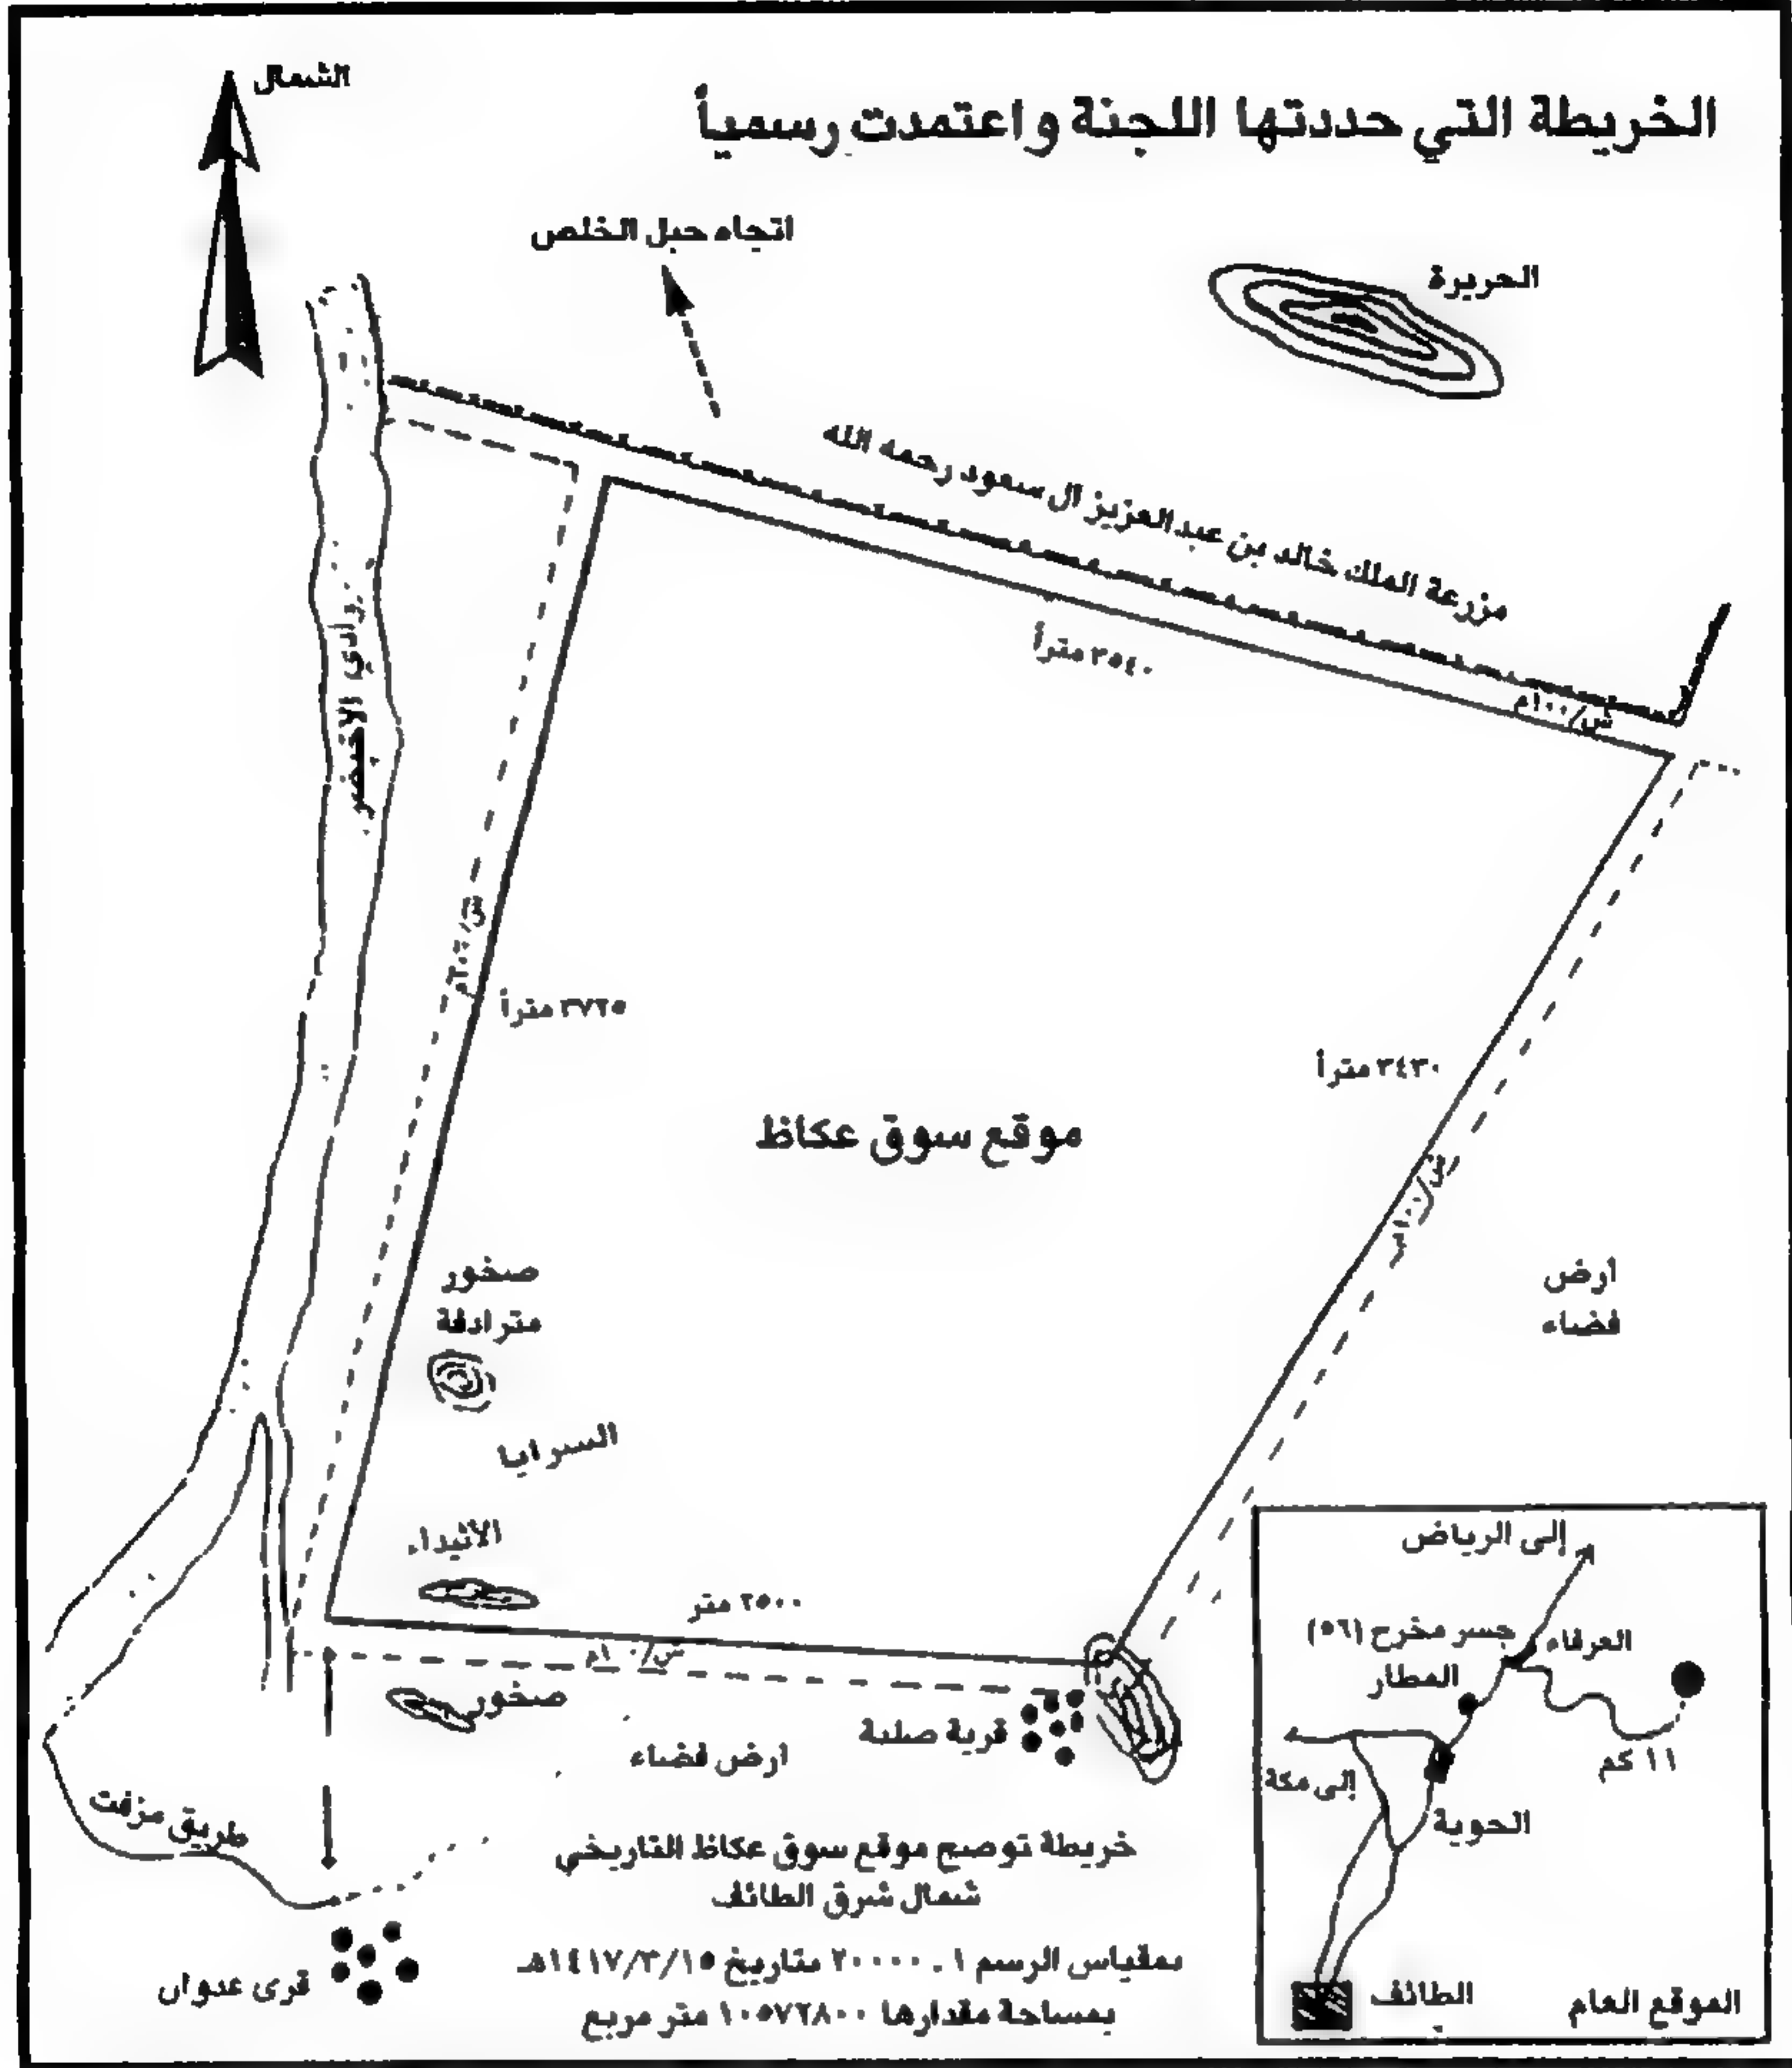 الشمال
الخريطة التي حددتها اللجنة واعتمدت رسمياً
اتجاه جبل الخلص
الحريرة
مزرعة الملك خالد بن عبدالعزيز ال سعود رحمه الله
٣٥٤٠ متراً
ش/١٠٠م
وادي الاخيضر
٣٧٢٥ متراً
٣٤٣٠ متراً
موقع سوق عكاظ
صخور
مترادفة
ارض
فضاء
السرايا
الاثيداء
٢٥٠٠ متر
صخور
قرية صلبة
ارض فضاء
طريق مزفت
قرى عدوان
خريطة توضح موقع سوق عكاظ التاريخي
شمال شرق الطائف
بمقياس الرسم ١ . ٢٠٠٠٠ بتاريخ ١٤١٧/٣/١٥هـ
بمساحة مقدارها ١٠٥٧٢٨٠٠ متر مربع
إلى الرياض
جسر مخرج (٥٦)
العرفاء
المطار
١١ كم
إلى مكة
الحوية
الطائف
الموقع العام